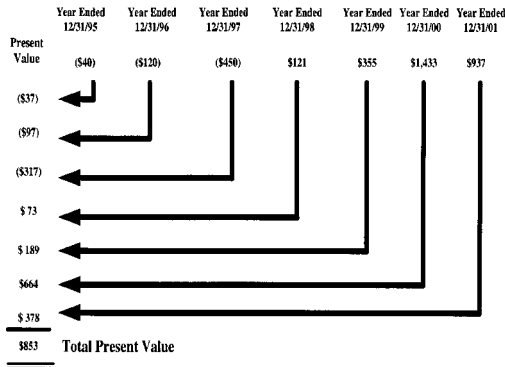 Year Ended Year Ended Year Ended Year Ended Year Ended Year Ended Year Ended
12/31/95 12/31/96 12/31/97 12/31/98 12/31/99 12/31/00 12/31/01
Present
Value
($40) ($120) ($450) $121 $355 $1,433 $937
($37)
($97)
($317)
$ 73
$ 189
$664
$ 378
$853 Total Present Value